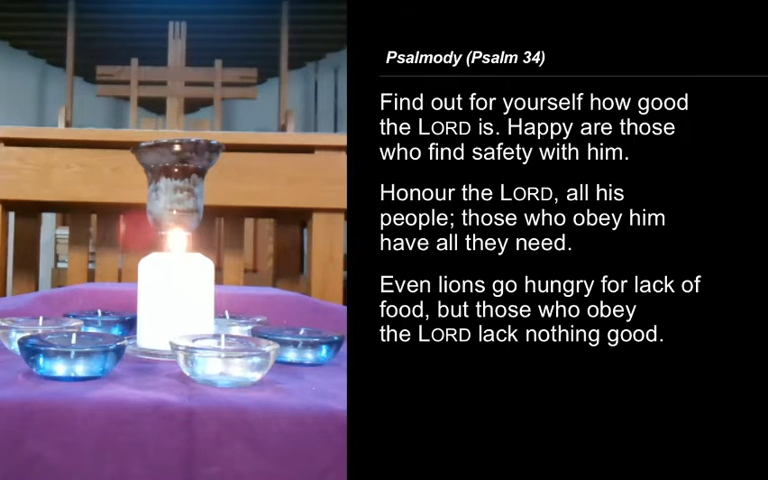 Psalmody (Psalm 34)
Find out for yourself how good
the LORD is. Happy are those
who find safety with him.
Honour the LORD, all his
people; those who obey him
have all they need.
Even lions go hungry for lack of
food, but those who obey
the LORD lack nothing good.